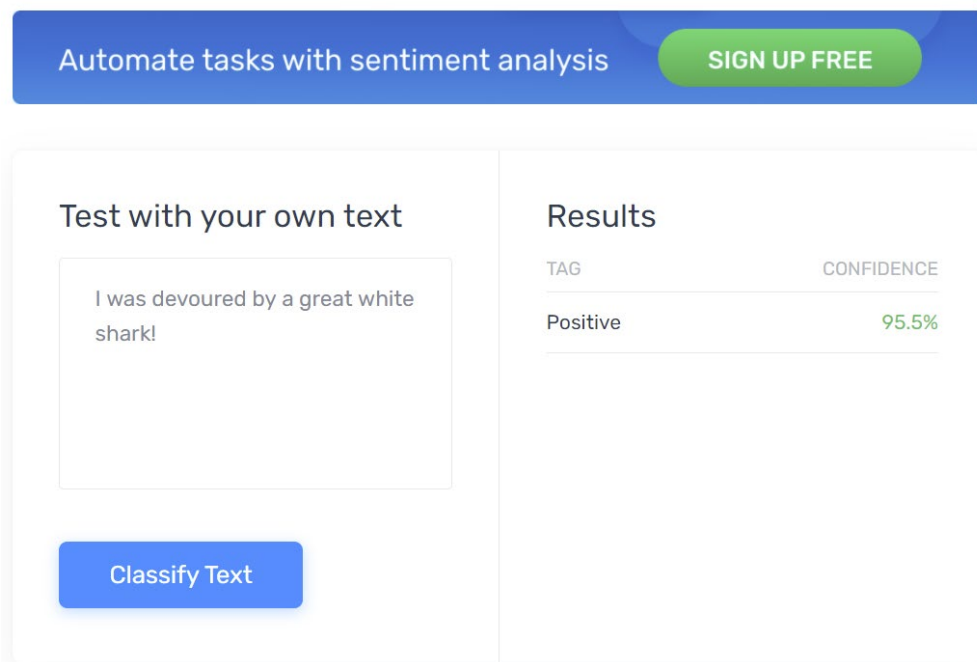 Automate tasks with sentiment analysis
SIGN UP FREE
Test with your own text
I was devoured by a great white
shark!
Classify Text
Results
TAG CONFIDENCE
Positive 95.5%